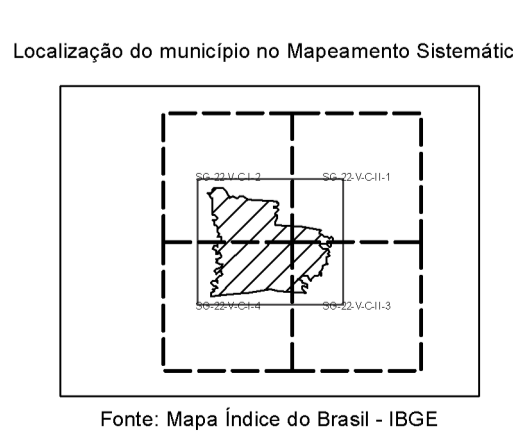 Localização do município no Mapeamento Sistemátic
SG-22-V-C-I-2 SG-22-V-C-II-1
SG-22-V-C-I-4 SG-22-V-C-II-3
Fonte: Mapa Índice do Brasil - IBGE